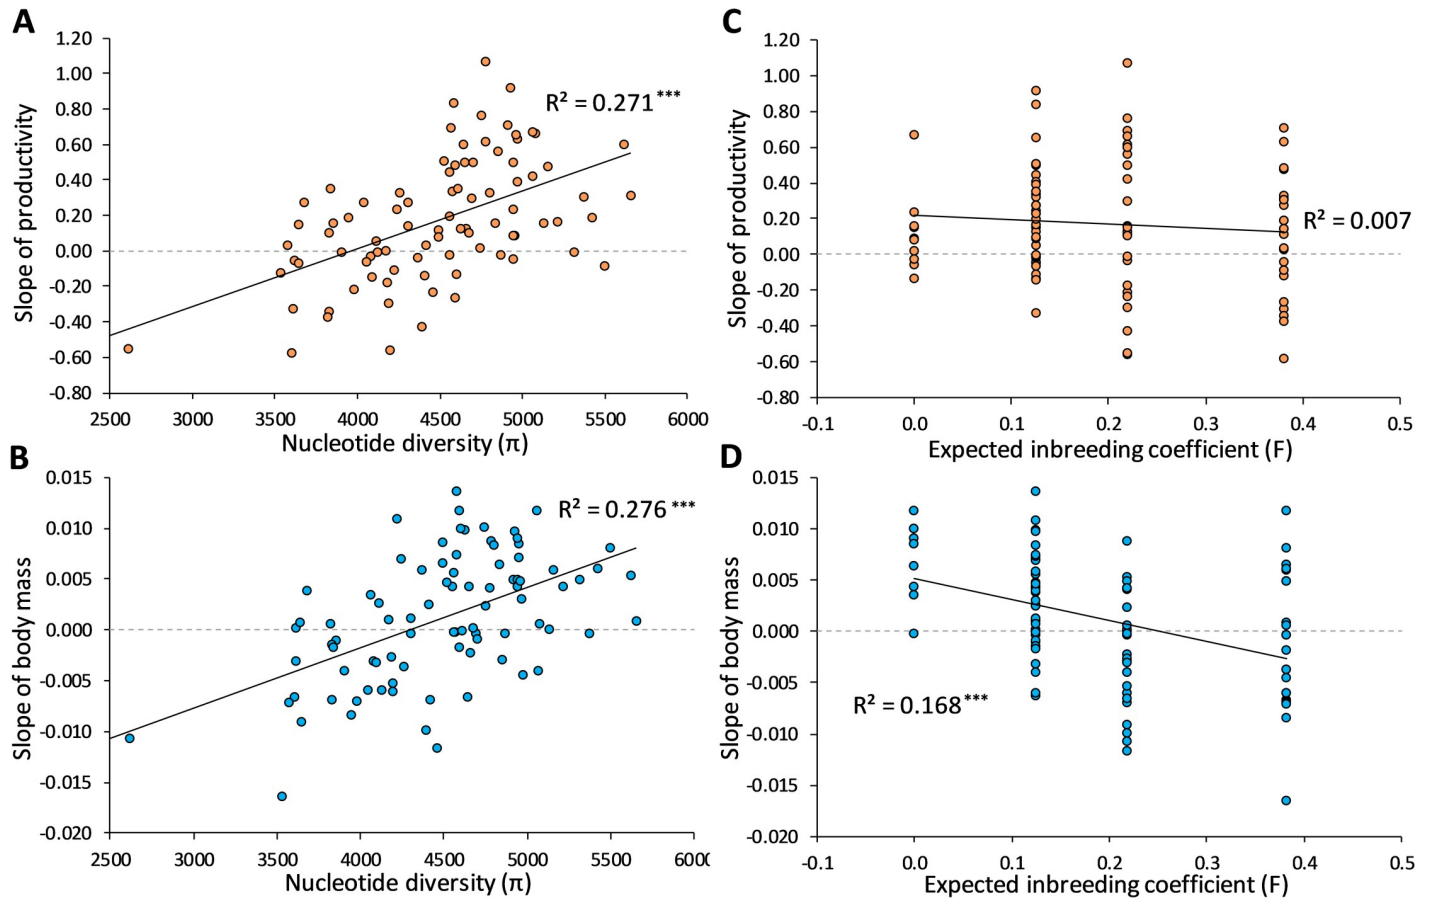 A
1.20
1.00
0.80
0.60
0.40
0.20
0.00
-0.20
-0.40
-0.60
-0.80
Slope of productivity
R² = 0.271***
2500 3000 3500 4000 4500 5000 5500 6000
Nucleotide diversity (π)
C
1.20
1.00
0.80
0.60
0.40
0.20
0.00
-0.20
-0.40
-0.60
-0.80
Slope of productivity
R² = 0.007
-0.1 0.0 0.1 0.2 0.3 0.4 0.5
Expected inbreeding coefficient (F)
B
0.015
0.010
0.005
0.000
-0.005
-0.010
-0.015
-0.020
Slope of body mass
R² = 0.276 ***
2500 3000 3500 4000 4500 5000 5500 6000
Nucleotide diversity (π)
D
0.015
0.010
0.005
0.000
-0.005
-0.010
-0.015
-0.020
Slope of body mass
R² = 0.168***
-0.1 0.0 0.1 0.2 0.3 0.4 0.5
Expected inbreeding coefficient (F)